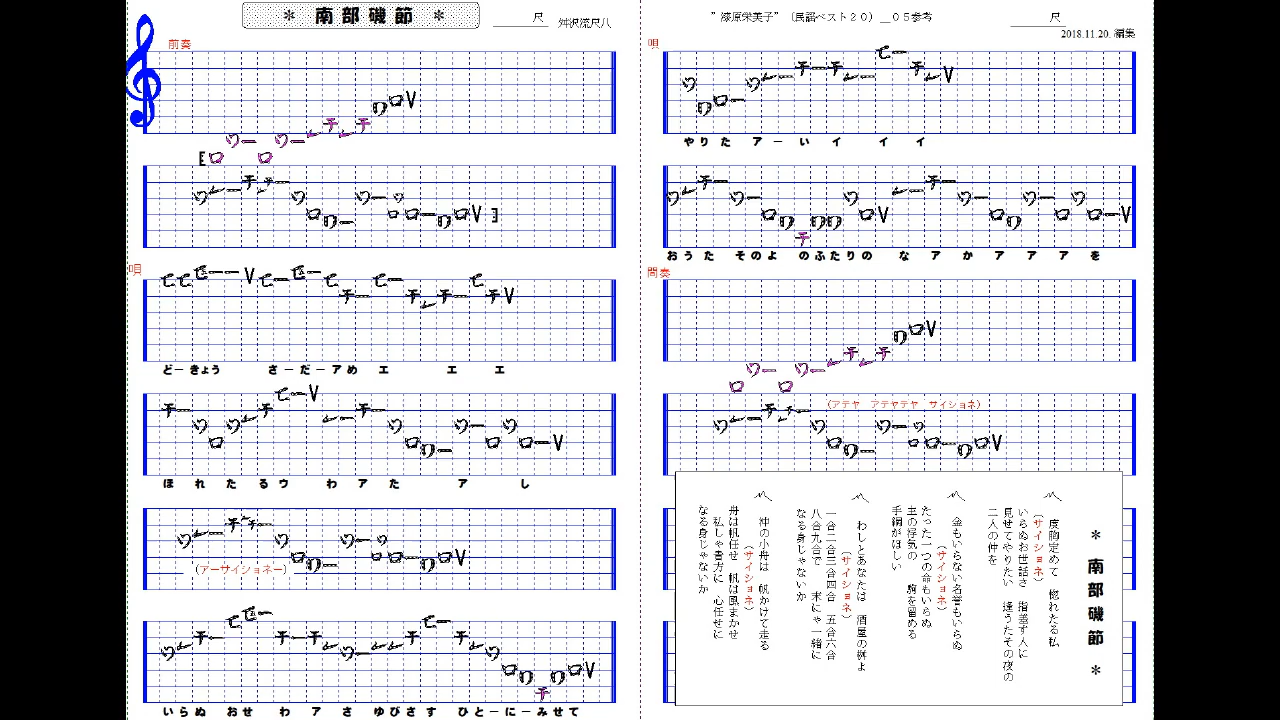 ＊ 南部磯節 ＊
尺
舛沢流尺八
前奏
唄
どーきょう さーだーアめ エ エ エ
ほ れ た る ウ わ ア た ア し
（アーサイショネー）
いらぬ おせ わ ア さ ゆびさす ひとーにーみせて
”漆原栄美子”（民謡ベスト２０）＿０５参考
尺
2018.11.20. 編集
唄
やりた アー い イ イ イ
おうた そのよ のふたりの な ア か ア ア ア を
間奏
（アテヤ アテヤテヤ サイショネ）
＊ 南部磯節 ＊
度胸定めて 惚れたる私
（サイショネ）
いらぬお世話さ 指差す人に
見せてやりたい 逢うたその夜の
二人の仲を
金もいらない名誉もいらぬ
（サイショネ）
たった一つの命もいらぬ
主の浮気の 駒を留める
手綱がほしい
わしとあなたは 酒屋の桝よ
（サイショネ）
一合二合三合四合 五合六合
八合九合で 末にゃ一緒に
なる身じゃないか
沖の小舟は 帆かけて走る
（サイショネ）
舟は帆任せ 帆は風まかせ
私しゃ貴方に 心任せに
なる身じゃないか